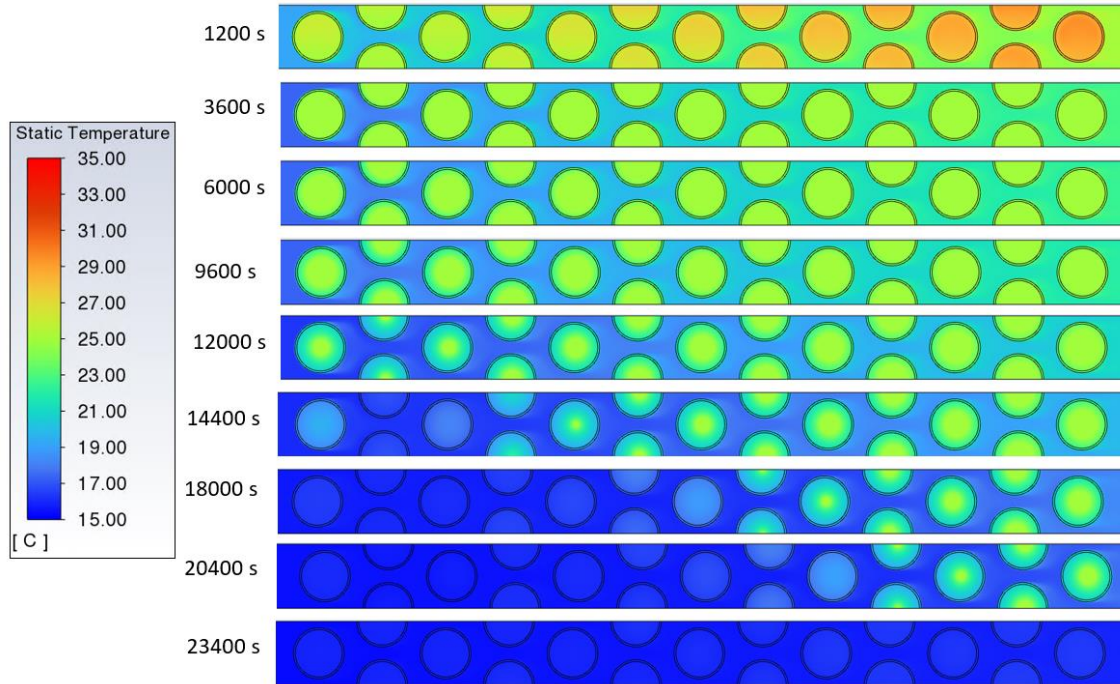 1200 s
3600 s
Static Temperature
35.00
6000 s
33.00
31.00
9600 s
29.00
27.00
12000 s
25.00
23.00
14400 s
21.00
19.00
18000 s
17.00
15.00
[ C ]
20400 s
23400 s